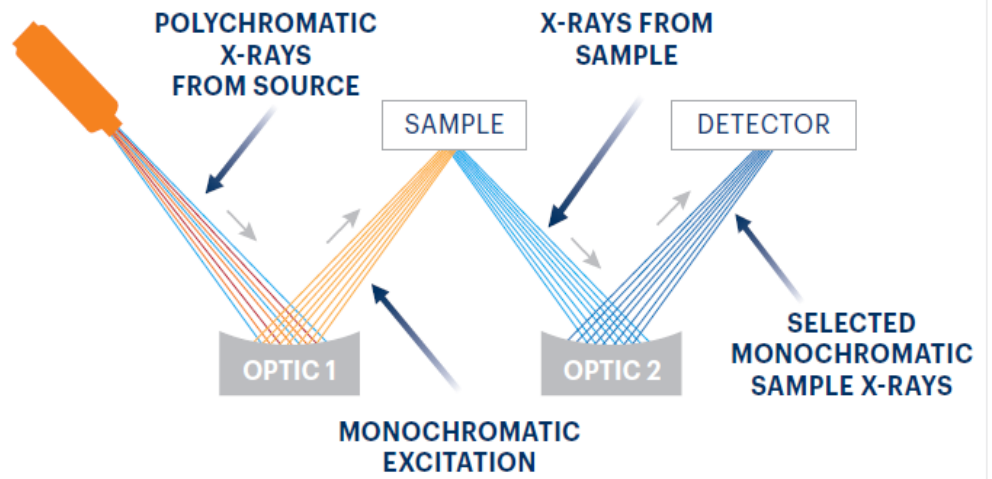 POLYCHROMATIC
X-RAYS
FROM SOURCE
X-RAYS FROM
SAMPLE
SAMPLE
DETECTOR
OPTIC 1
OPTIC 2
MONOCHROMATIC
EXCITATION
SELECTED
MONOCHROMATIC
SAMPLE X-RAYS